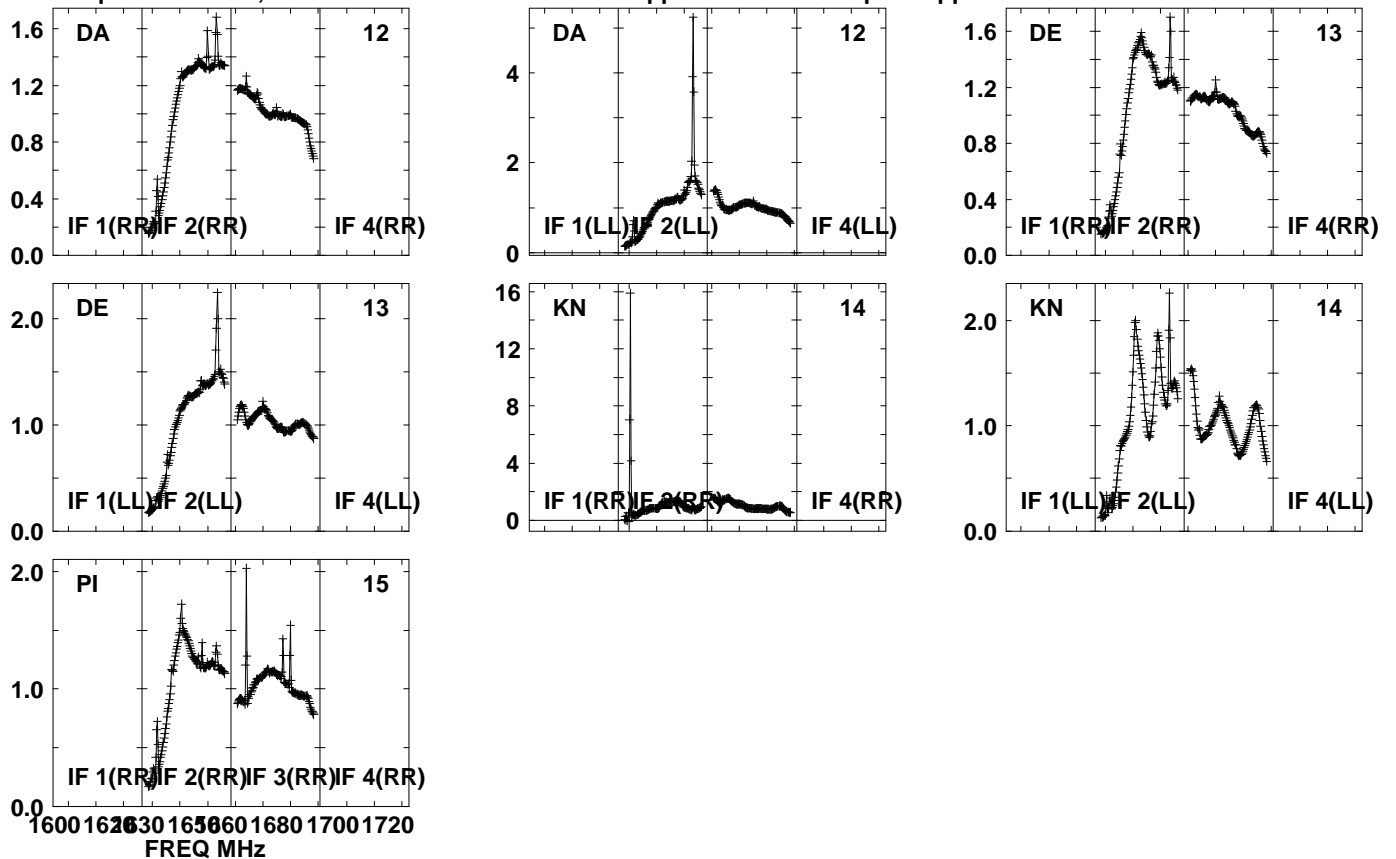 1.6
1.2
0.8
0.4
0.0
DA
12
IF 1(RR)
IF 2(RR)
IF 4(RR)
4
2
0
DA
12
IF 1(LL)
IF 2(LL)
IF 4(LL)
1.6
1.2
0.8
0.4
0.0
DE
13
IF 1(RR)
IF 2(RR)
IF 4(RR)
2.0
1.0
0.0
DE
13
IF 1(LL)
IF 2(LL)
IF 4(LL)
16
12
8
4
0
KN
14
IF 1(RR)
IF 2(RR)
IF 4(RR)
2.0
1.0
0.0
KN
14
IF 1(LL)
IF 2(LL)
IF 4(LL)
2.0
1.0
0.0
PI
15
IF 1(RR)
IF 2(RR)
IF 3(RR)
IF 4(RR)
1600
1630
1660
1680
1700
1720
FREQ MHz